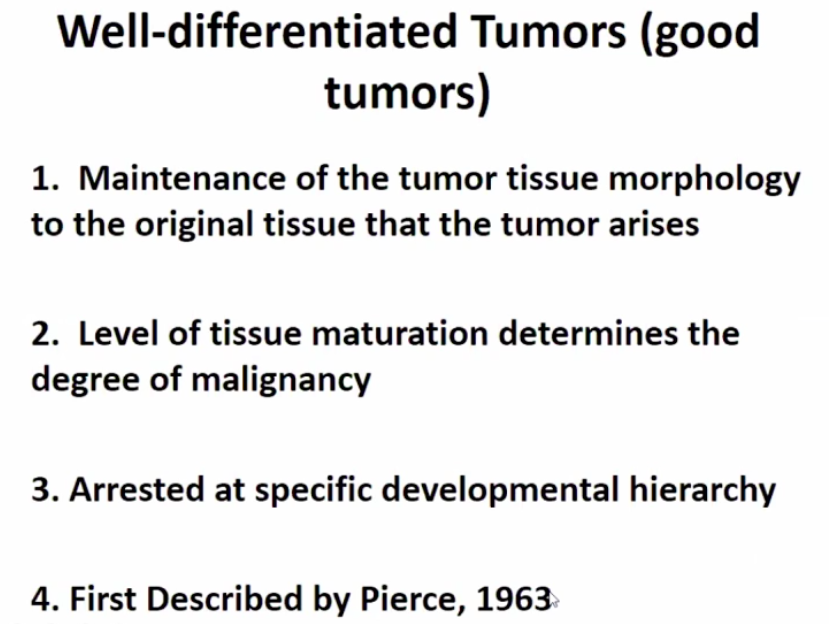 Well-differentiated Tumors (good
tumors)
1. Maintenance of the tumor tissue morphology
to the original tissue that the tumor arises
2. Level of tissue maturation determines the
degree of malignancy
3. Arrested at specific developmental hierarchy
4. First Described by Pierce, 1963